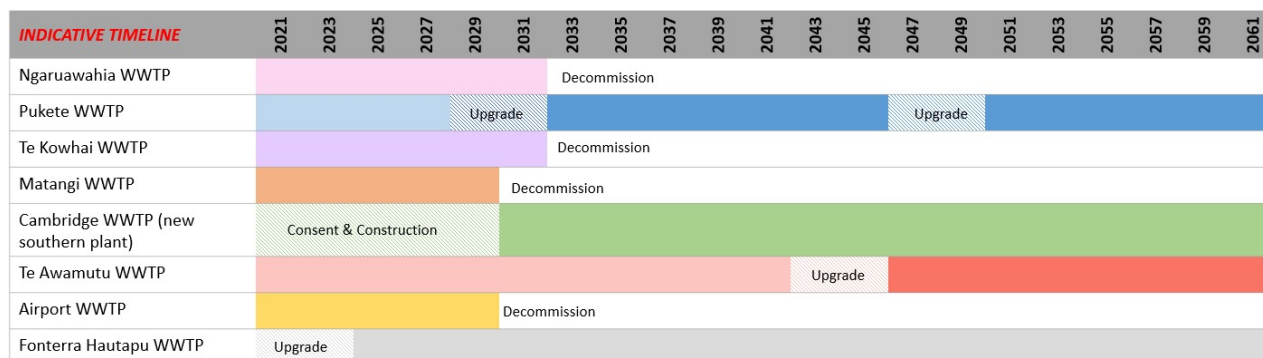 INDICATIVE TIMELINE 2021 2023 2025 2027 2029 2031 2033 2035 2037 2039 2041 2043 2045 2047 2049 2051 2053 2055 2057 2059 2061
Ngaruawahia WWTP Decommission
Pukete WWTP Upgrade Upgrade
Te Kowhai WWTP Decommission
Matangi WWTP Decommission
Cambridge WWTP (new
southern plant) Consent & Construction
Te Awamutu WWTP Upgrade
Airport WWTP Decommission
Fonterra Hautapu WWTP Upgrade